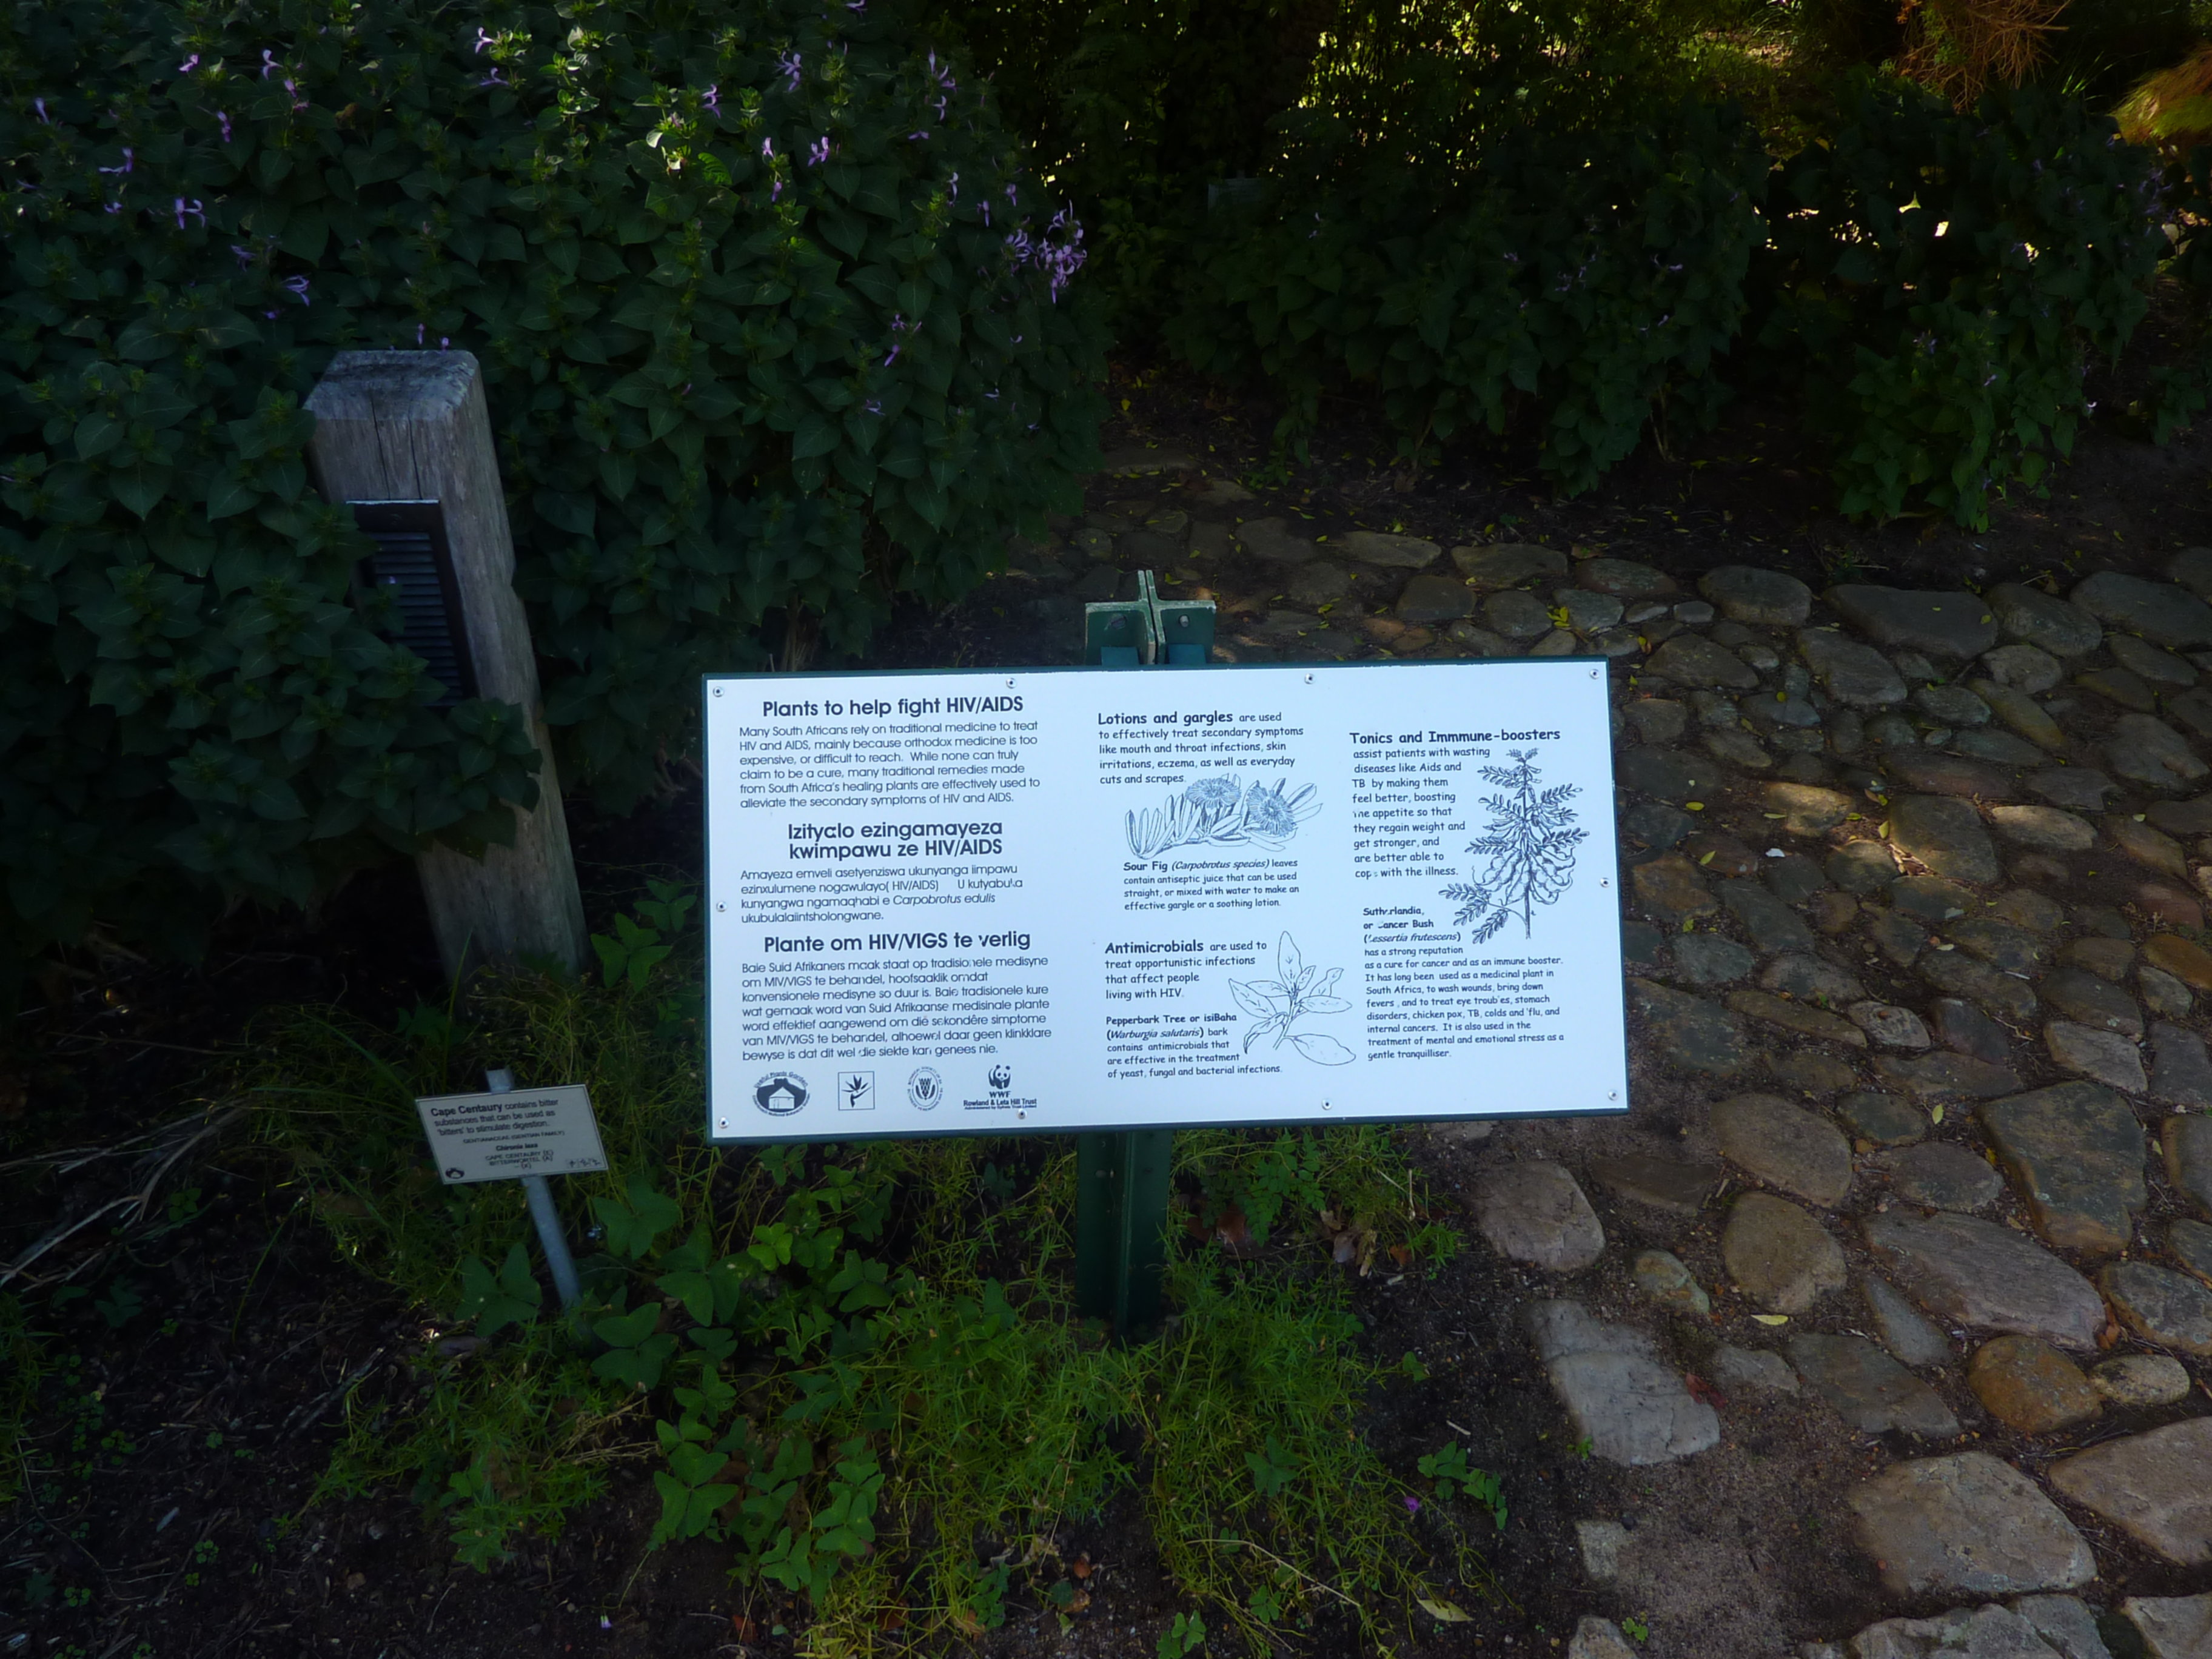 Plants to help fight HIV/AIDS
Many South Africans rely on traditional medicine to treat
HIV and AIDS, mainly because orthodox medicine is too
expensive, or difficult to reach. While none can truly
claim to be a cure, many traditional remedies made
from South Africa's healing plants are effectively used to
alleviate the secondary symptoms of HIV and AIDS.
Izityalo ezingamayeza
kwimpawu ze HIV/AIDS
Amayeza emveli asetyenziswa ukunyanga iimpawu
ezinxulumene nogawulayo( HIV/AIDS) U kutyabula
kunyangwa ngamaqhabi e Carpobrotus edulis
ukubulalaiintsholongwane.
Plante om HIV/VIGS te verlig
Baie Suid Afrikaners maak staat op tradisionele medisyne
om MIV/VIGS te behandel, hoofsaaklik omdat
konvensionele medisyne so duur is. Baie tradisionele kure
wat gemaak word van Suid Afrikaanse medisinale plante
word effektief aangewend om dié sekondêre simptome
van MIV/VIGS te behandel, alhoewel daar geen klinkklare
bewyse is dat dit wel die siekte kan genees nie.
WWF
Rowland & Leta Hill Trust
Lotions and gargles are used
to effectively treat secondary symptoms
like mouth and throat infections, skin
irritations, eczema, as well as everyday
cuts and scrapes.
Sour Fig (Carpobrotus species) leaves
contain antiseptic juice that can be used
straight, or mixed with water to make an
effective gargle or a soothing lotion.
Antimicrobials are used to
treat opportunistic infections
that affect people
living with HIV.
Pepperbark Tree or isiBaha
(Warburgia salutaris) bark
contains antimicrobials that
are effective in the treatment
of yeast, fungal and bacterial infections.
Tonics and Immmune-boosters
assist patients with wasting
diseases like Aids and
TB by making them
feel better, boosting
the appetite so that
they regain weight and
get stronger, and
are better able to
cope with the illness.
Sutherlandia,
or Cancer Bush
(Lessertia frutescens)
has a strong reputation
as a cure for cancer and as an immune booster.
It has long been used as a medicinal plant in
South Africa, to wash wounds, bring down
fevers , and to treat eye troubles, stomach
disorders, chicken pox, TB, colds and 'flu, and
internal cancers. It is also used in the
treatment of mental and emotional stress as a
gentle tranquilliser.
Cape Centaury contains bitter
substances that can be used as
'bitters' to stimulate digestion.
GENTIANACEAE (GENTIAN FAMILY)
CAPE CENTAURY (E)
BITTERWORTEL (A)